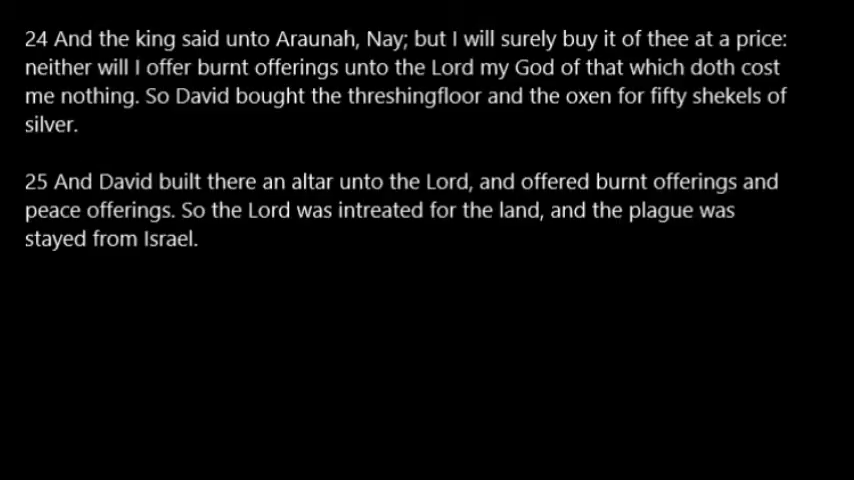 24 And the king said unto Araunah, Nay; but I will surely buy it of thee at a price:
neither will I offer burnt offerings unto the Lord my God of that which doth cost
me nothing. So David bought the threshingfloor and the oxen for fifty shekels of
silver.
25 And David built there an altar unto the Lord, and offered burnt offerings and
peace offerings. So the Lord was intreated for the land, and the plague was
stayed from Israel.